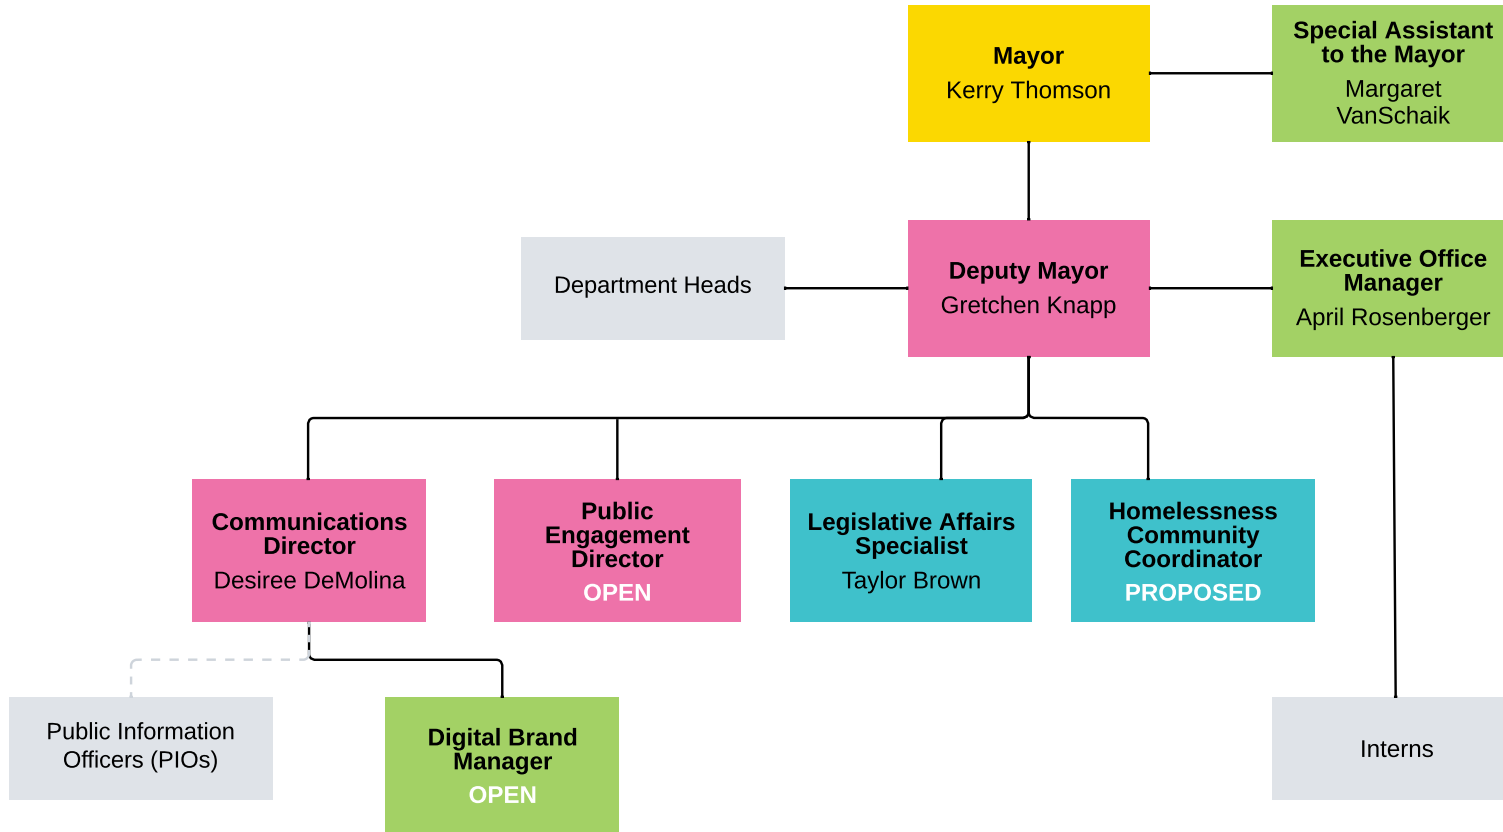 Mayor
Kerry Thomson
Special Assistant
to the Mayor
Margaret
VanSchaik
Department Heads
Deputy Mayor
Gretchen Knapp
Executive Office
Manager
April Rosenberger
Communications
Director
Desiree DeMolina
Public
Engagement
Director
OPEN
Legislative Affairs
Specialist
Taylor Brown
Homelessness
Community
Coordinator
PROPOSED
Public Information
Officers (PIOs)
Digital Brand
Manager
OPEN
Interns